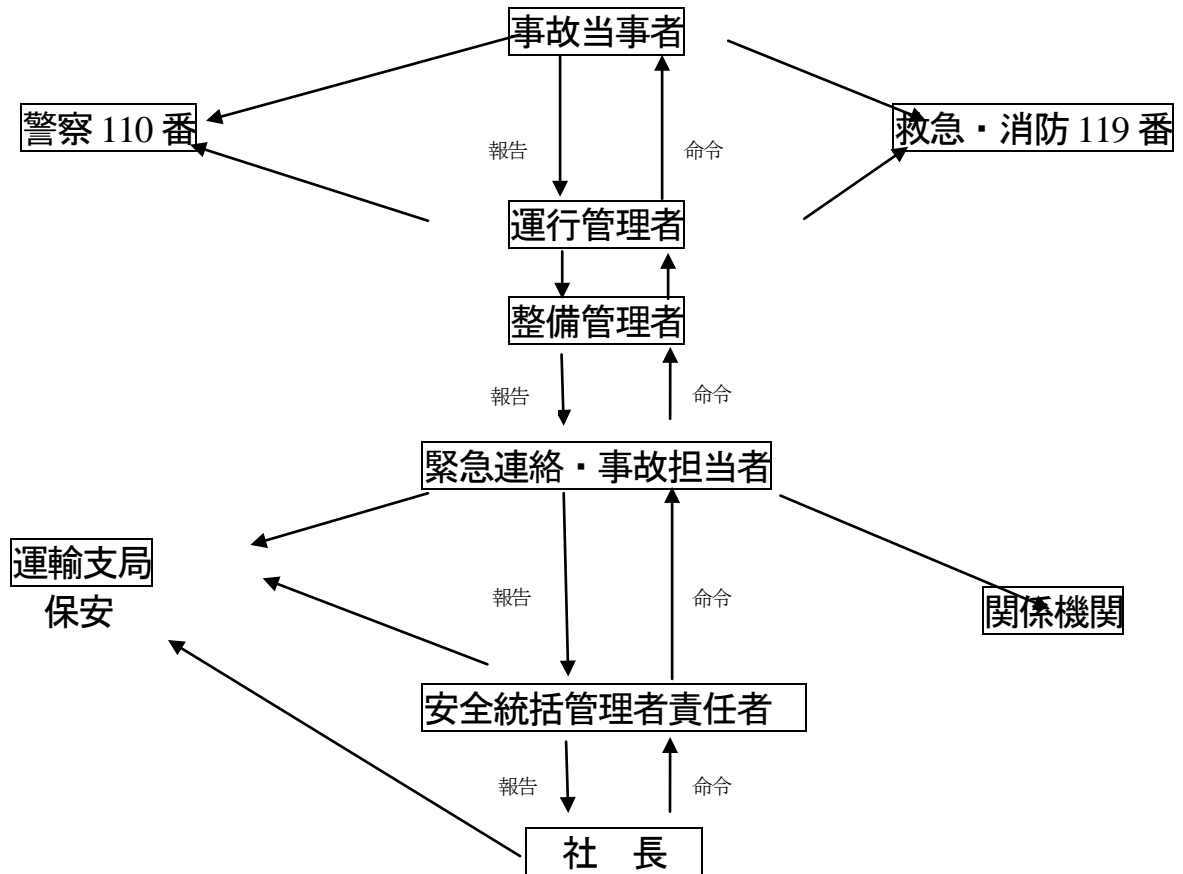 事故当事者
警察 110 番
救急・消防 119 番
報告
命令
運行管理者
整備管理者
報告
命令
緊急連絡・事故担当者
運輸支局
保安
報告
命令
関係機関
安全統括管理者責任者
報告
命令
社　長